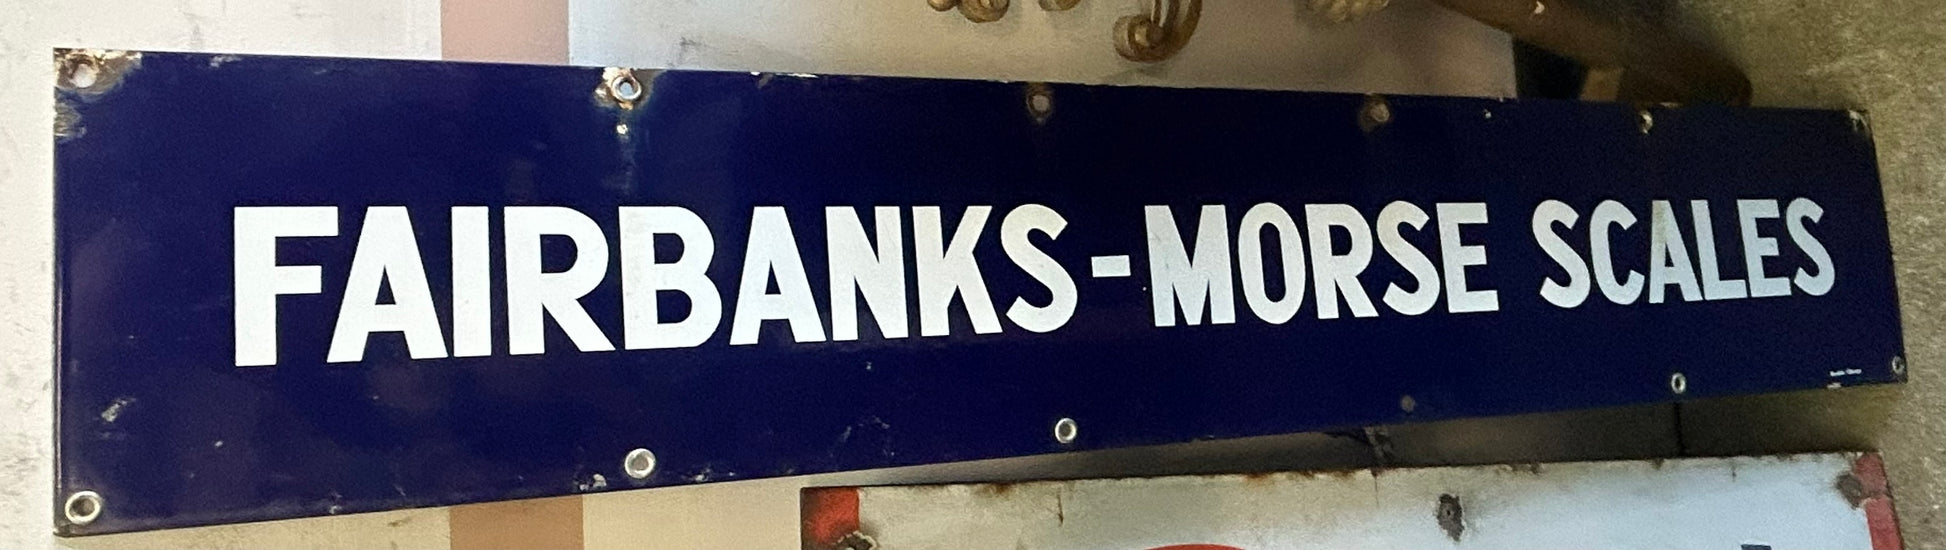 FAIRBANKS-MORSE SCALES